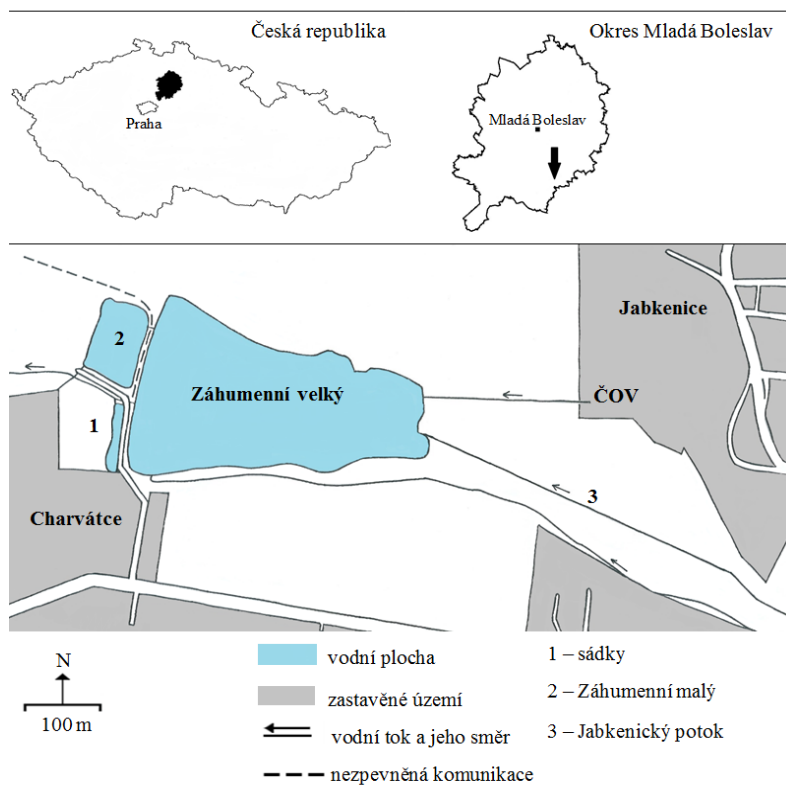 Česká republika
Okres Mladá Boleslav
Praha
Mladá Boleslav
Jabkenice
2
Záhumenní velký
ČOV
1
3
Charvátce
N
100 m
vodní plocha
zastavěné území
vodní tok a jeho směr
nezpevněná komunikace
1 – sádky
2 – Záhumenní malý
3 – Jabkenický potok